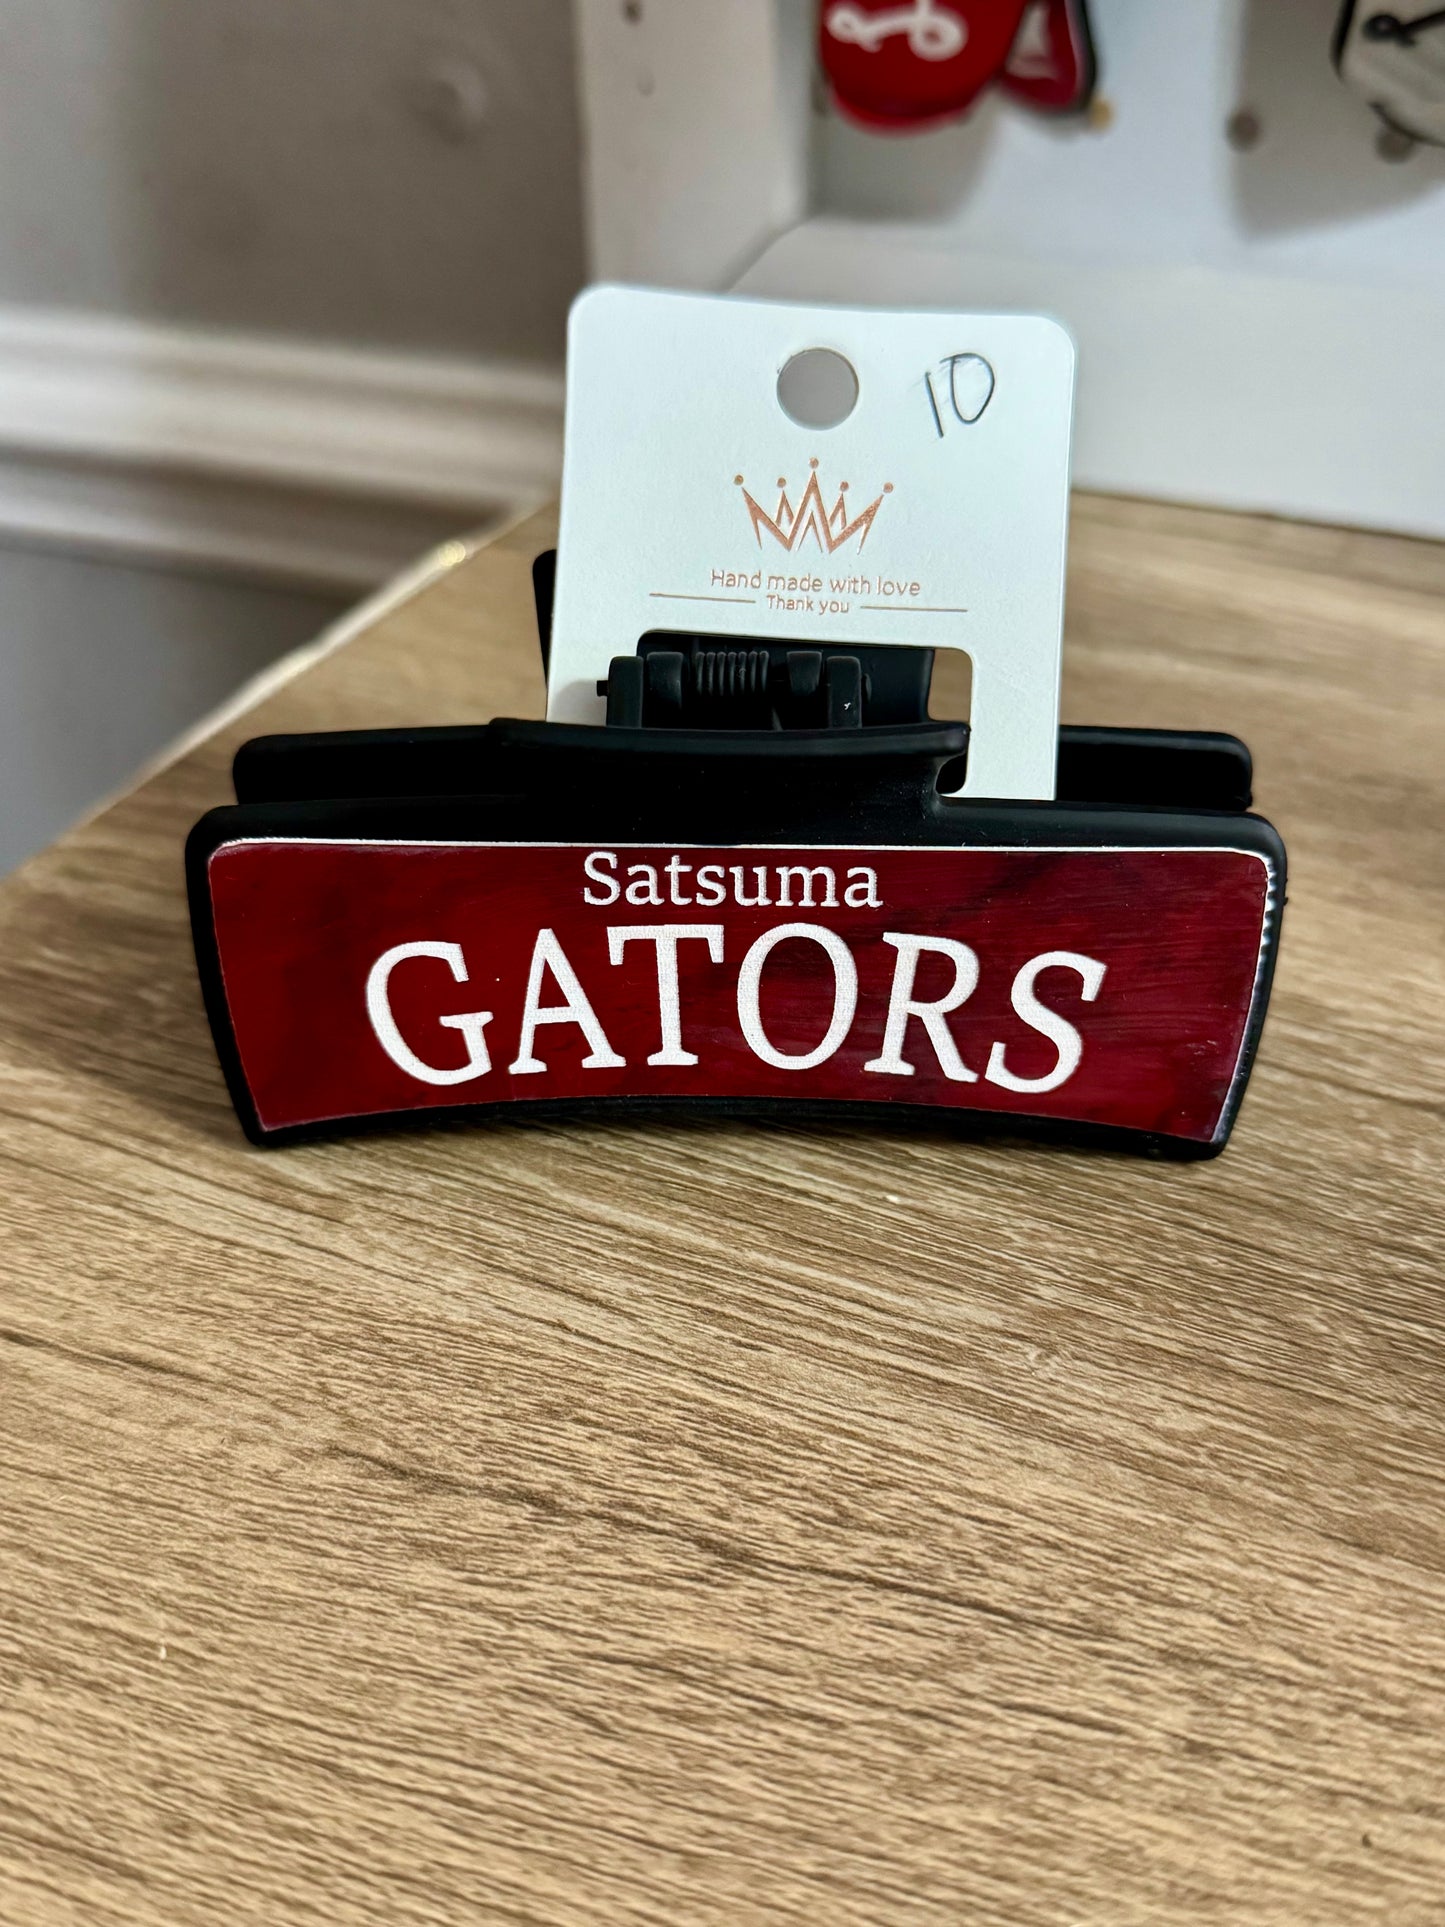 10
Hand made with love
Thank you
Satsuma
GATORS